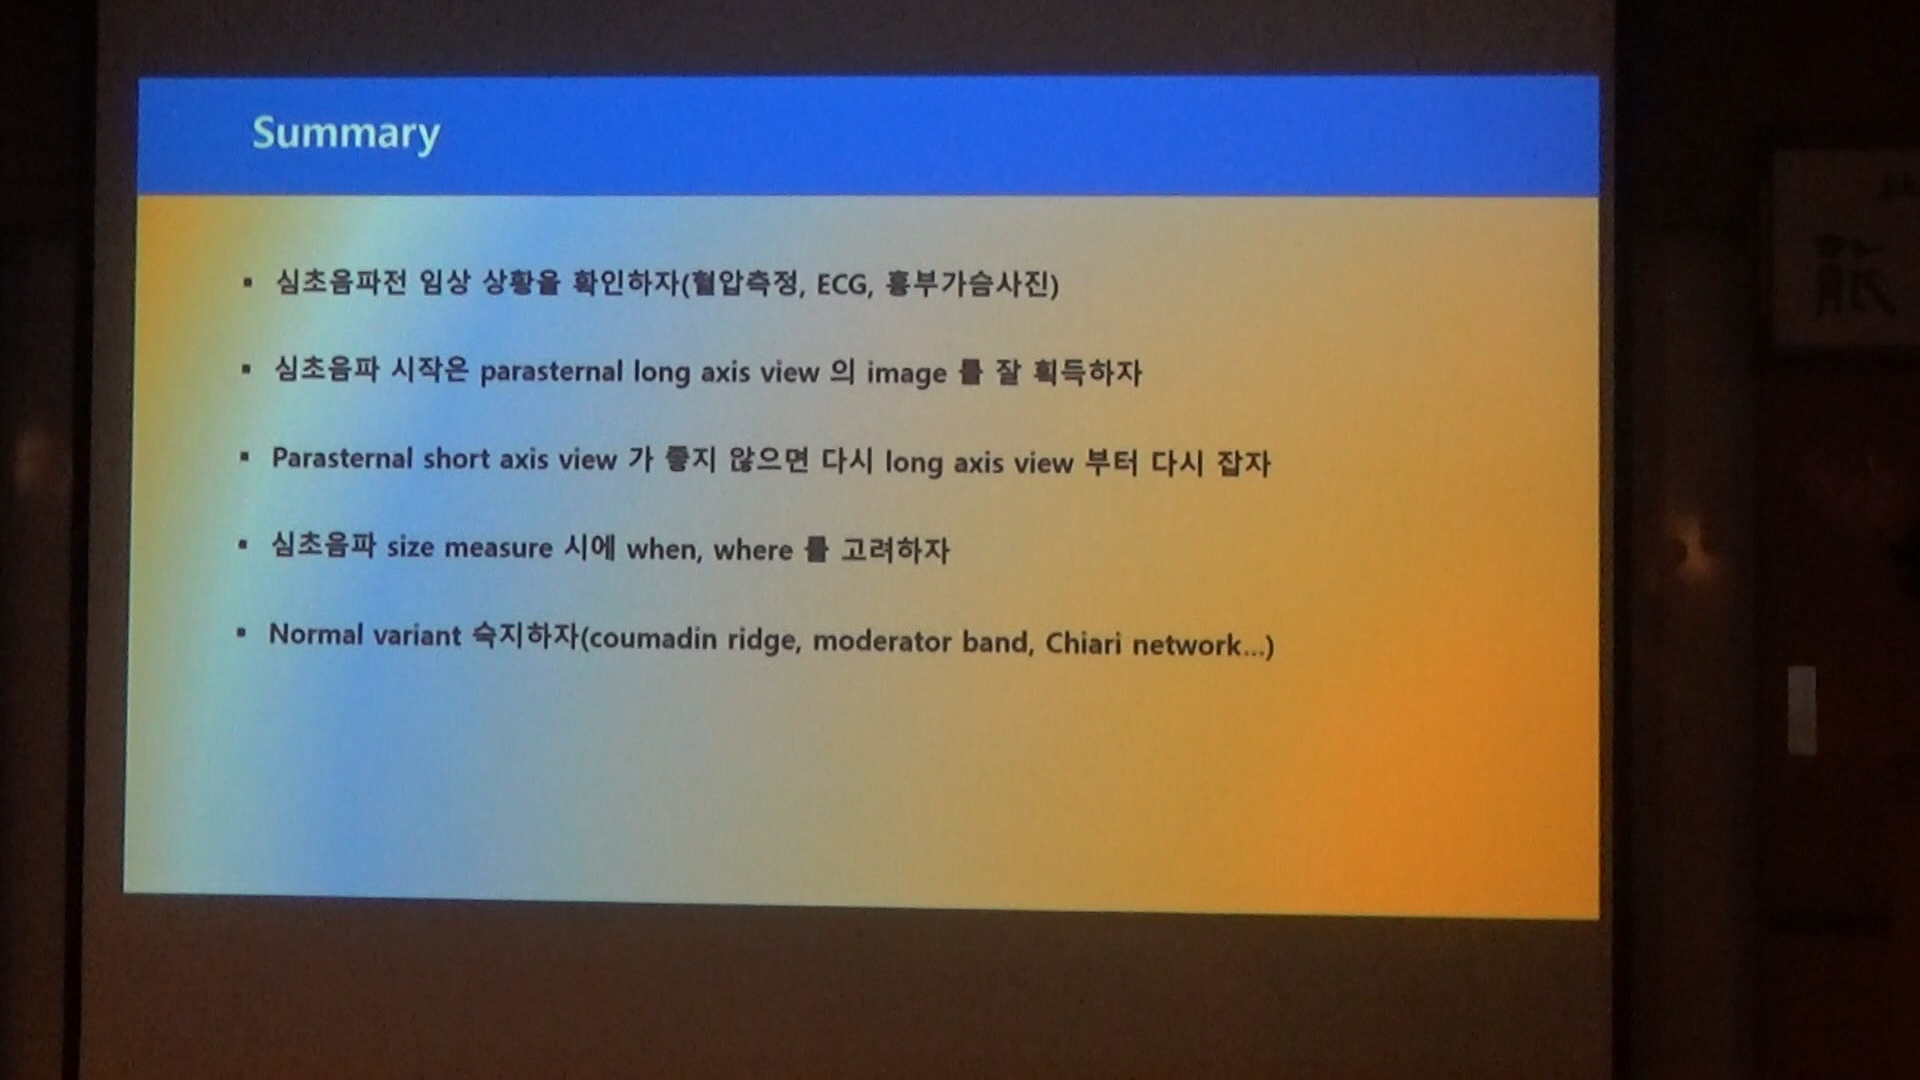 Summary
▪ 심초음파전 임상 상황을 확인하자(혈압측정, ECG, 흉부가슴사진)
▪ 심초음파 시작은 parasternal long axis view 의 image 를 잘 획득하자
▪ Parasternal short axis view 가 좋지 않으면 다시 long axis view 부터 다시 잡자
▪ 심초음파 size measure 시에 when, where 를 고려하자
▪ Normal variant 숙지하자(coumadin ridge, moderator band, Chiari network...)